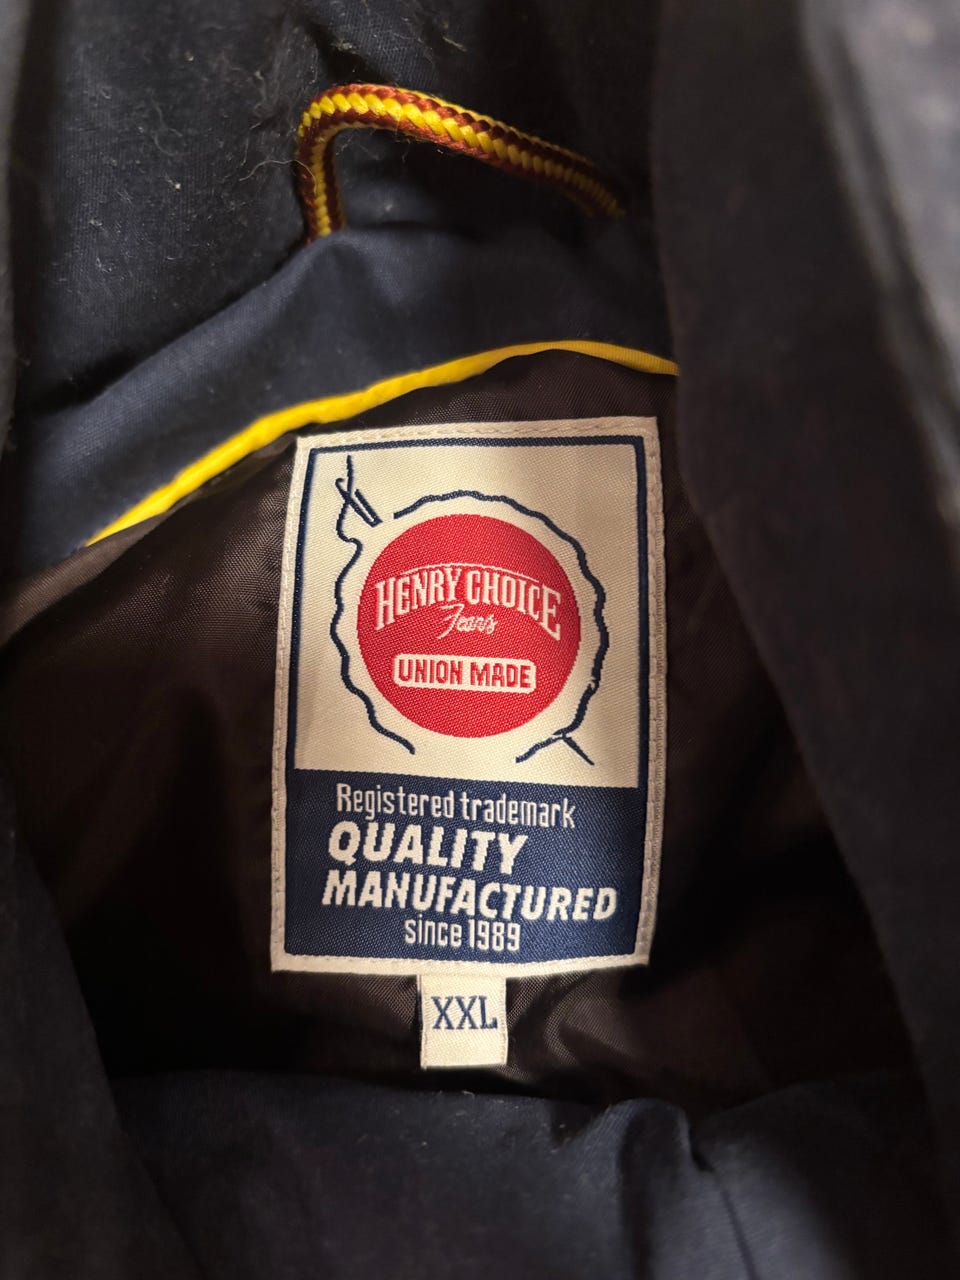 HENRY CHOICE
Jeans
UNION MADE
Registered trademark
QUALITY
MANUFACTURED
since 1989
XXL